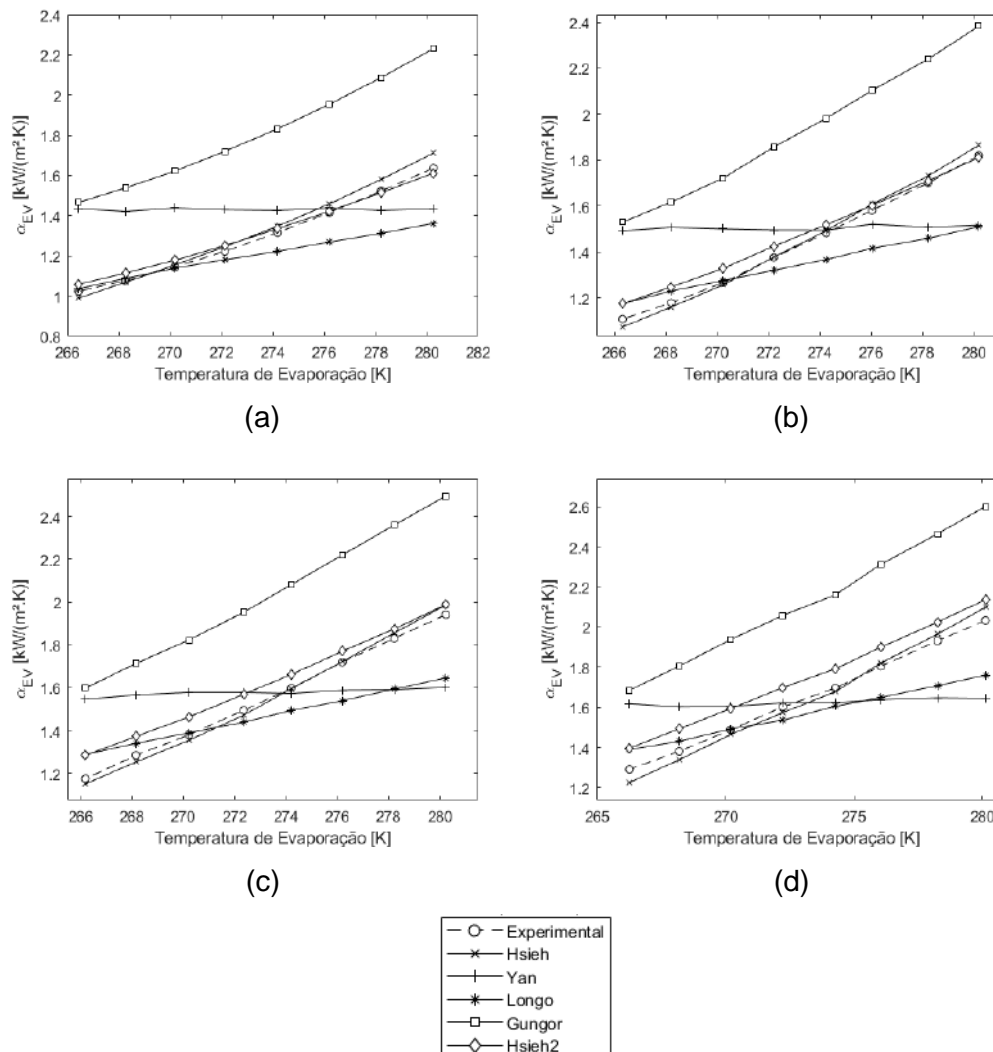 2.4
2.2
2
1.8
1.6
1.4
1.2
1
0.8
266 268 270 272 274 276 278 280 282
α_EV [kW/(m².K)]
Temperatura de Evaporação [K]
(a)
2.4
2.2
2
1.8
1.6
1.4
1.2
266 268 270 272 274 276 278 280
α_EV [kW/(m².K)]
Temperatura de Evaporação [K]
(b)
2.4
2.2
2
1.8
1.6
1.4
1.2
266 268 270 272 274 276 278 280
α_EV [kW/(m².K)]
Temperatura de Evaporação [K]
(c)
2.6
2.4
2.2
2
1.8
1.6
1.4
1.2
265 270 275 280
α_EV [kW/(m².K)]
Temperatura de Evaporação [K]
(d)
Experimental
Hsieh
Yan
Longo
Gungor
Hsieh2